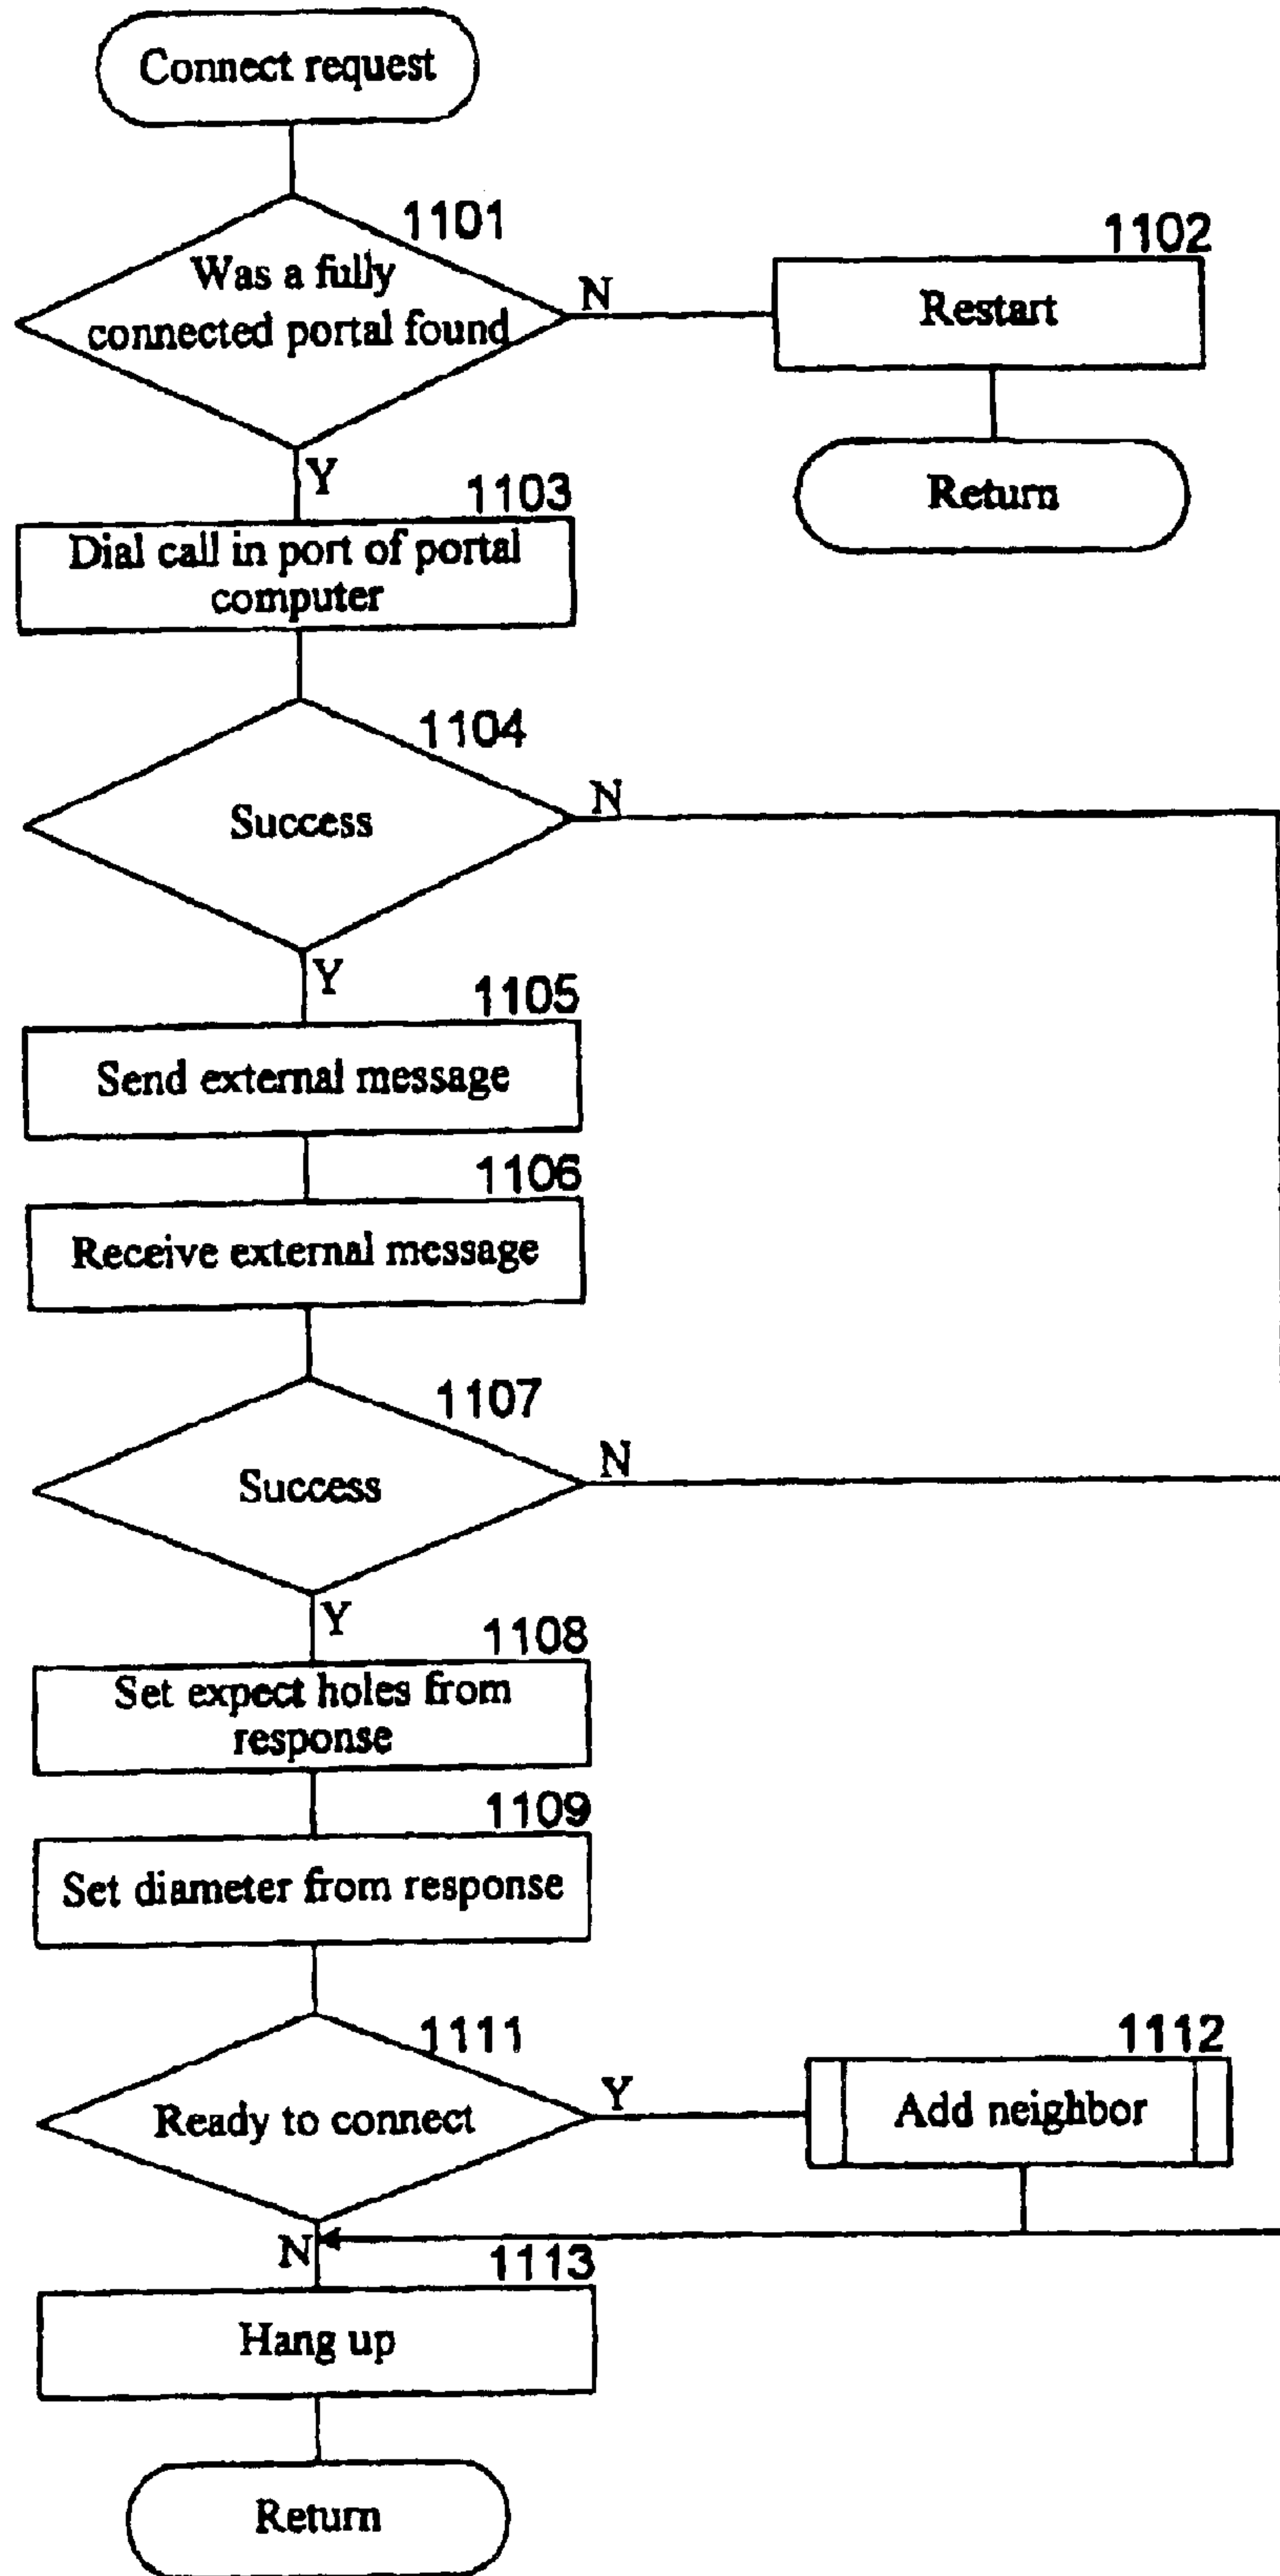 Connect request
1101
Was a fully
connected portal found
N
1102
Restart
Return
Y
1103
Dial call in port of portal
computer
1104
Success
N
Y
1105
Send external message
1106
Receive external message
1107
Success
N
Y
1108
Set expect holes from
response
1109
Set diameter from response
1111
Ready to connect
Y
1112
Add neighbor
N
1113
Hang up
Return